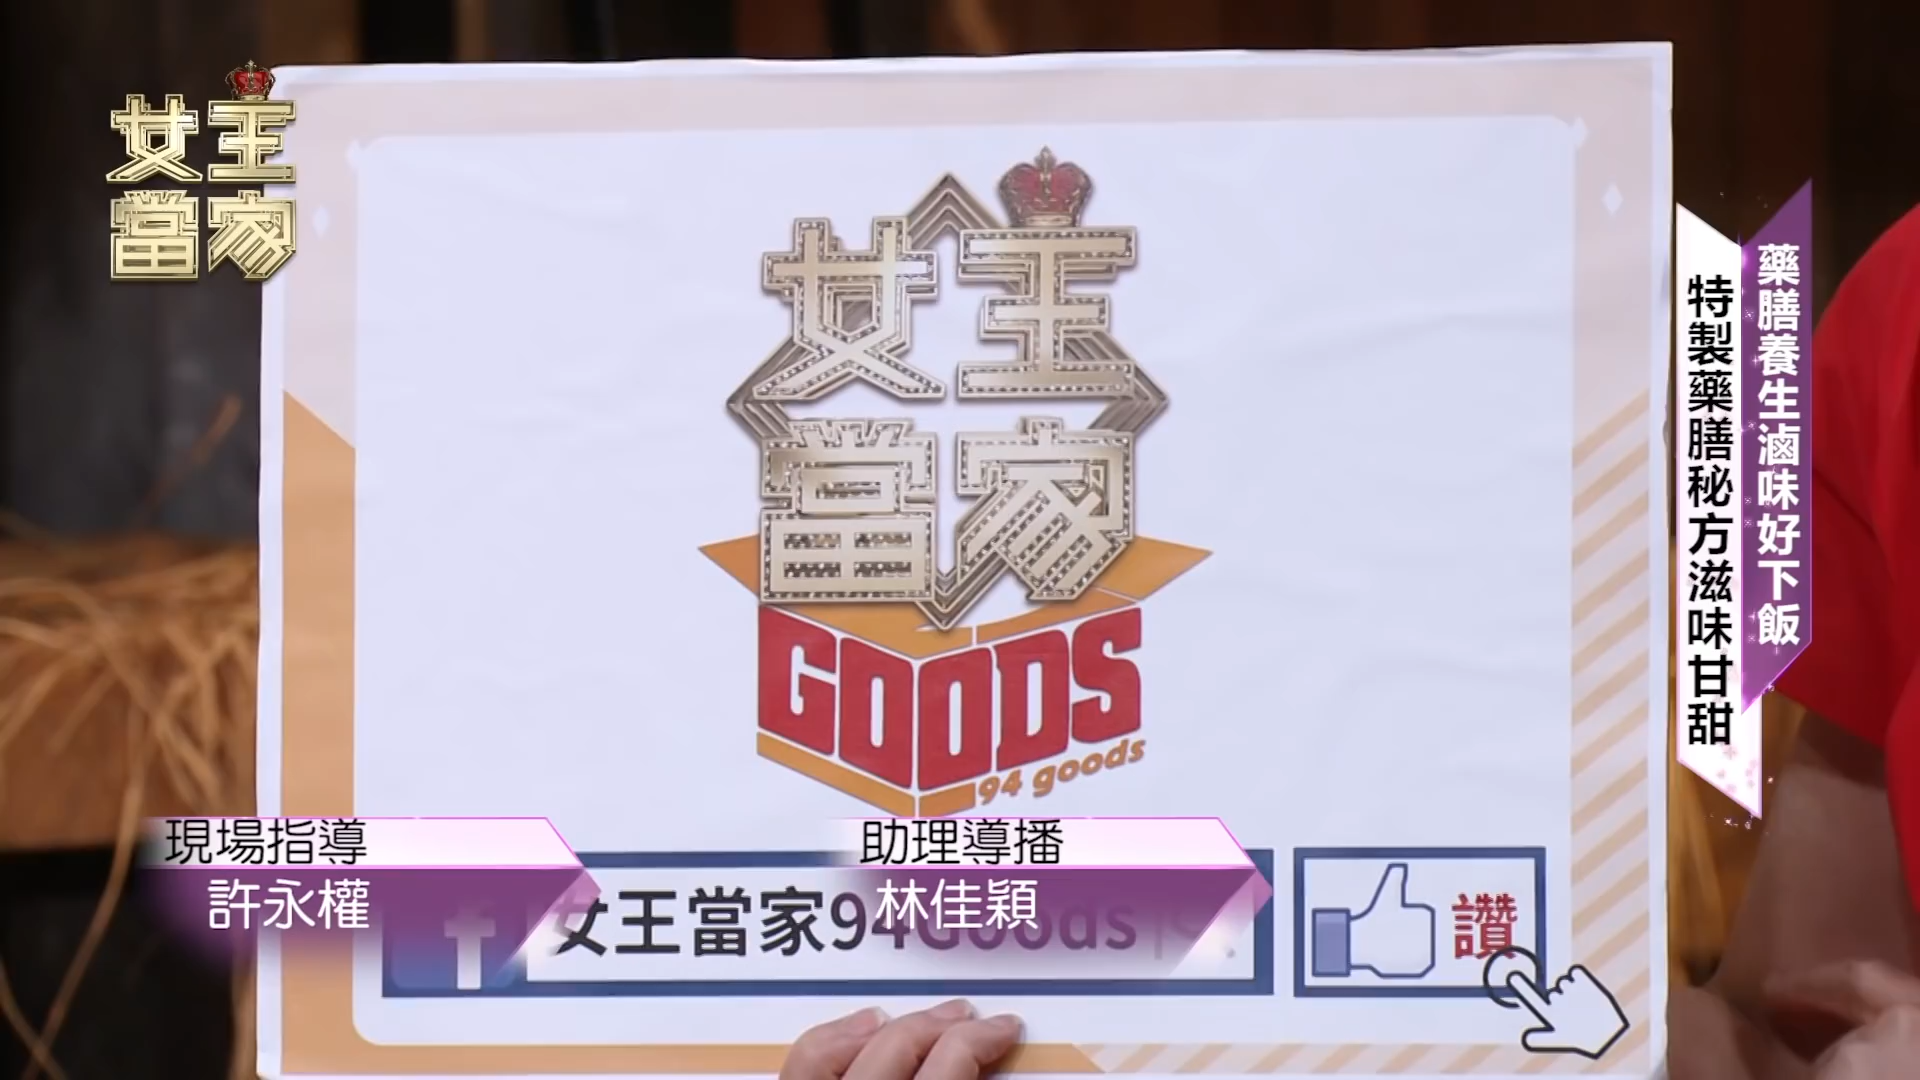 女王
當家
女王
當家
GOODS
94 goods
藥膳養生滷味好下飯
特製藥膳秘方滋味甘甜
現場指導
許永權
助理導播
林佳穎
f
女王當家94Goods
讚